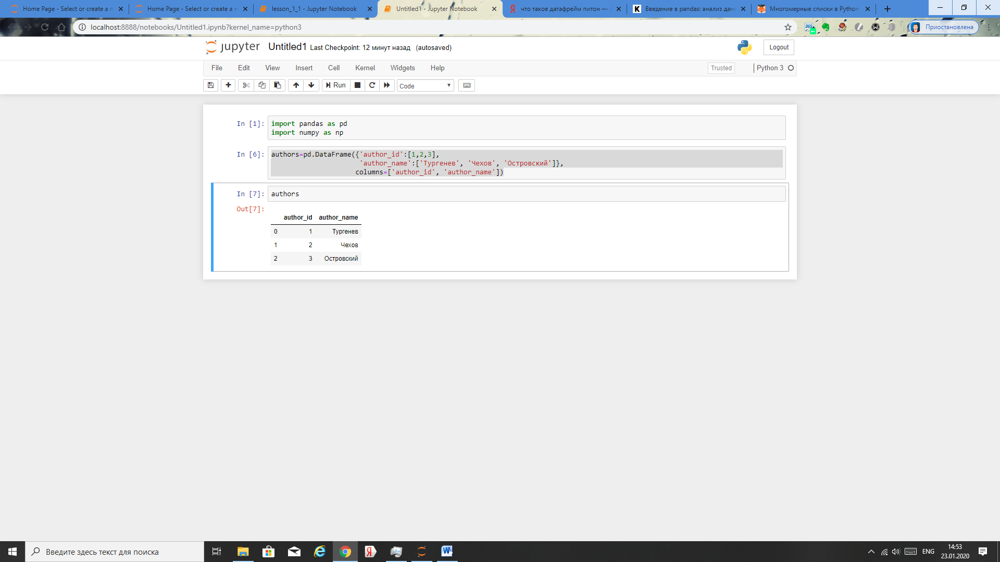 Home Page - Select or create a n
Home Page - Select or create a n
lesson_1_1 - Jupyter Notebook
Untitled1 - Jupyter Notebook
что такое датафрейм питон —
Введение в pandas: анализ дан
Многомерные списки в Python
localhost:8888/notebooks/Untitled1.ipynb?kernel_name=python3
365
Приостановлена
jupyter Untitled1 Last Checkpoint: 12 минут назад (autosaved)
Logout
File Edit View Insert Cell Kernel Widgets Help
Trusted
Python 3
Run
Code
In [1]: import pandas as pd
import numpy as np
In [6]: authors=pd.DataFrame({'author_id':[1,2,3],
'author_name':['Тургенев', 'Чехов', 'Островский']},
columns=['author_id', 'author_name'])
In [7]: authors
Out[7]:
author_id author_name
0 1 Тургенев
1 2 Чехов
2 3 Островский
Введите здесь текст для поиска
ENG
14:53
23.01.2020